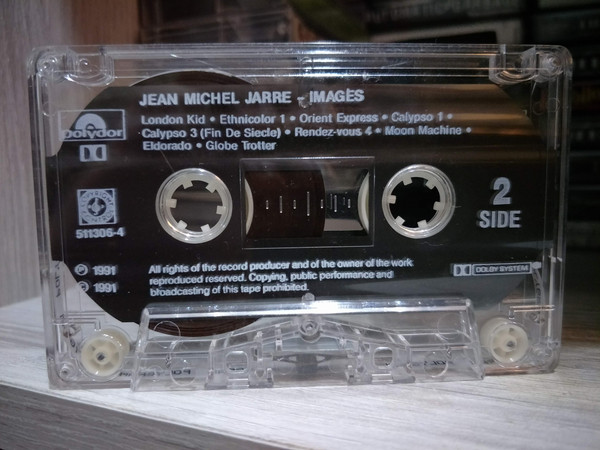 JEAN MICHEL JARRE - IMAGES
London Kid • Ethnicolor 1 • Orient Express • Calypso 1 •
Calypso 3 (Fin De Siecle) • Rendez-vous 4 • Moon Machine •
Eldorado • Globe Trotter
polydor
511306-4
2
SIDE
℗ 1991
© 1991
All rights of the record producer and of the owner of the work
reproduced reserved. Copying, public performance and
broadcasting of this tape prohibited.
DOLBY SYSTEM